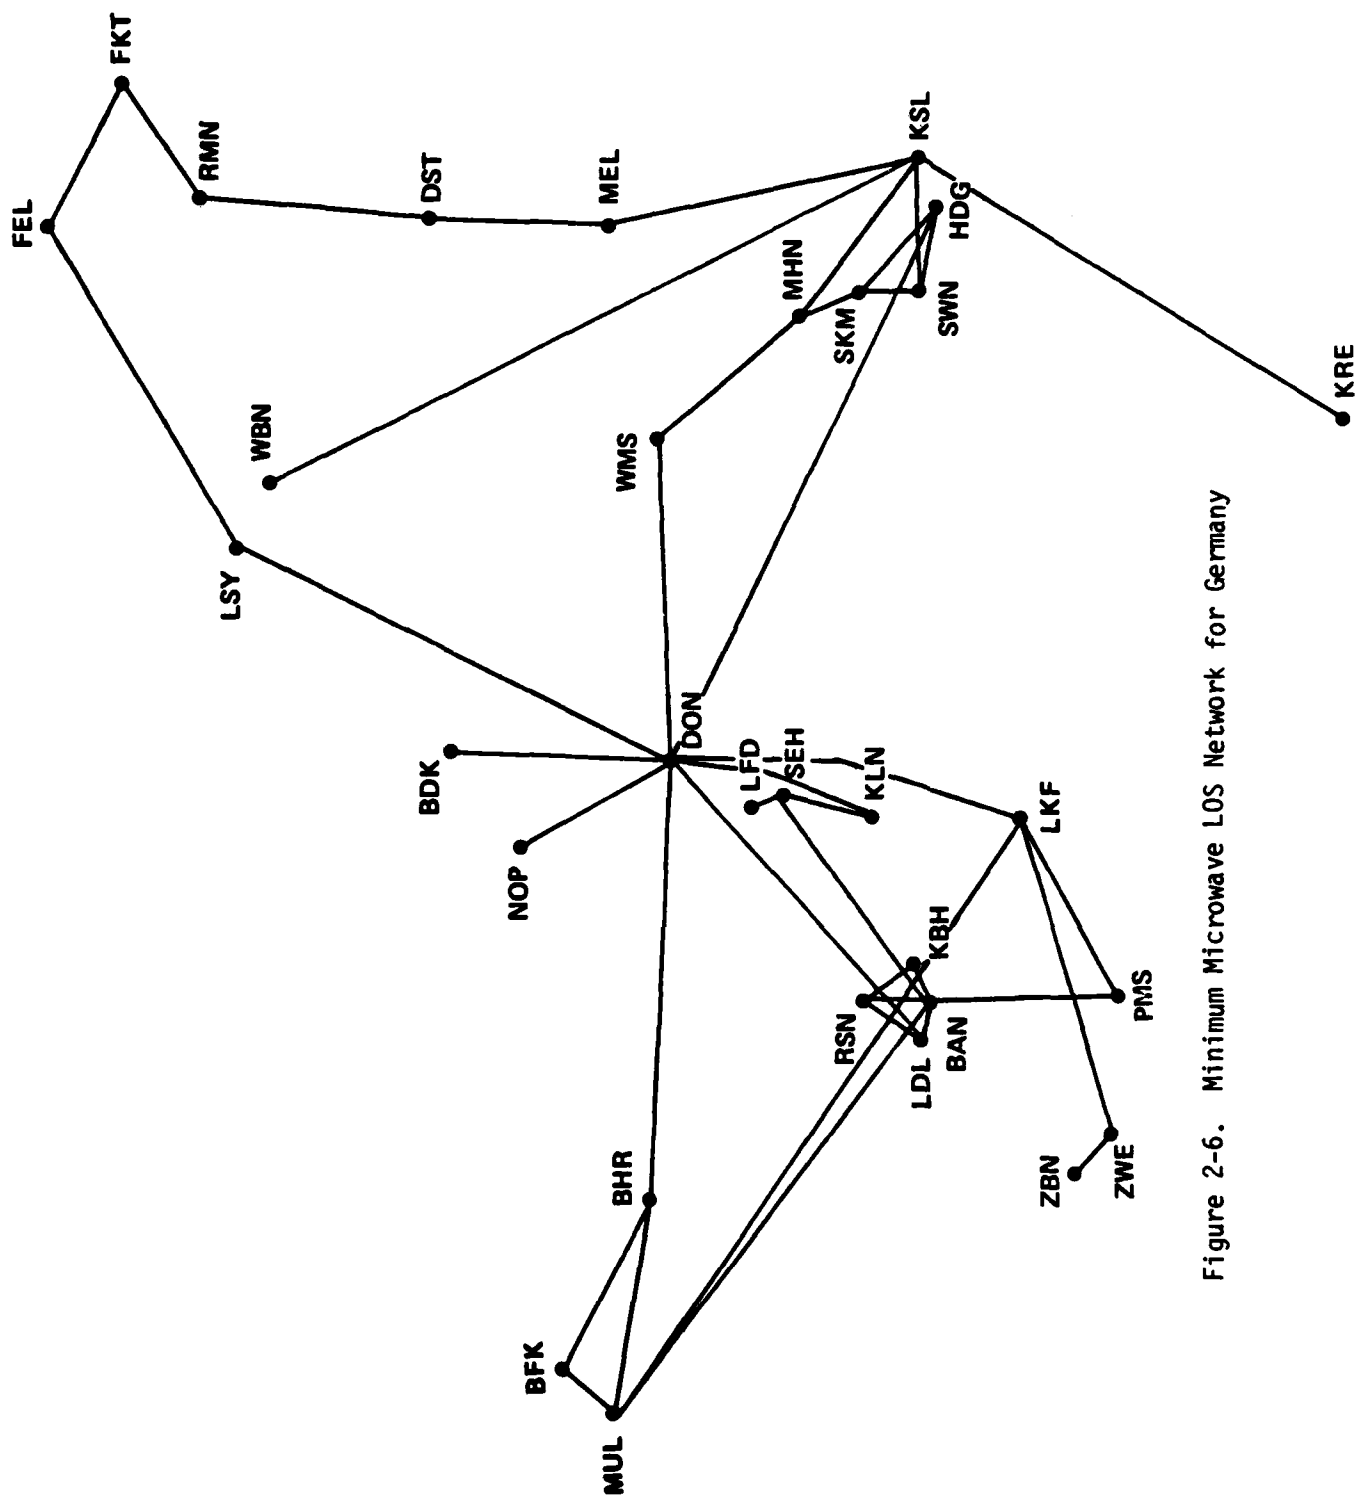 FKT
FEL
RMN
DST
MEL
KSL
HDG
MHN
SKM
SWN
KRE
WBN
WMS
LSY
DON
BDK
LFD
SEH
KLN
NOP
LKF
KBH
RSN
LDL
BAN
PMS
BHR
ZBN
ZWE
BFK
MUL
Figure 2-6. Minimum Microwave LOS Network for Germany